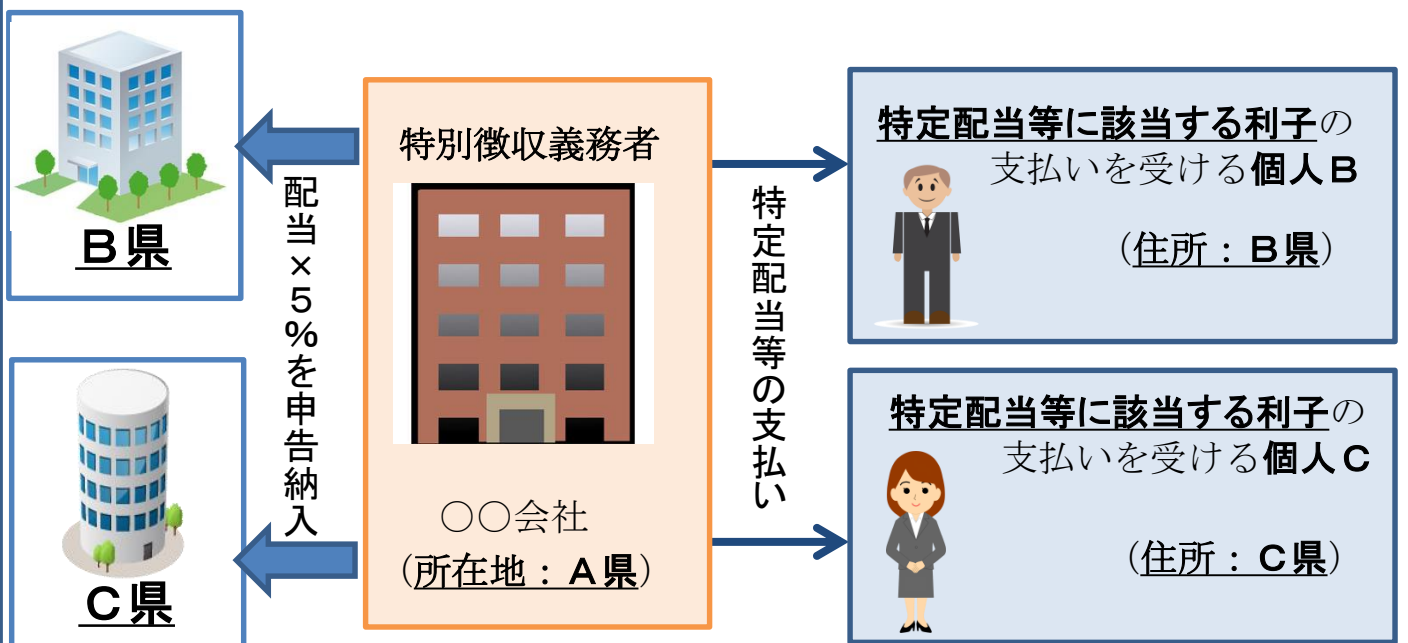 B県
C県
配当×5％を申告納入
特別徴収義務者
○○会社
（所在地：A県）
特定配当等の支払い
特定配当等に該当する利子の
支払いを受ける個人B
（住所：B県）
特定配当等に該当する利子の
支払いを受ける個人C
（住所：C県）